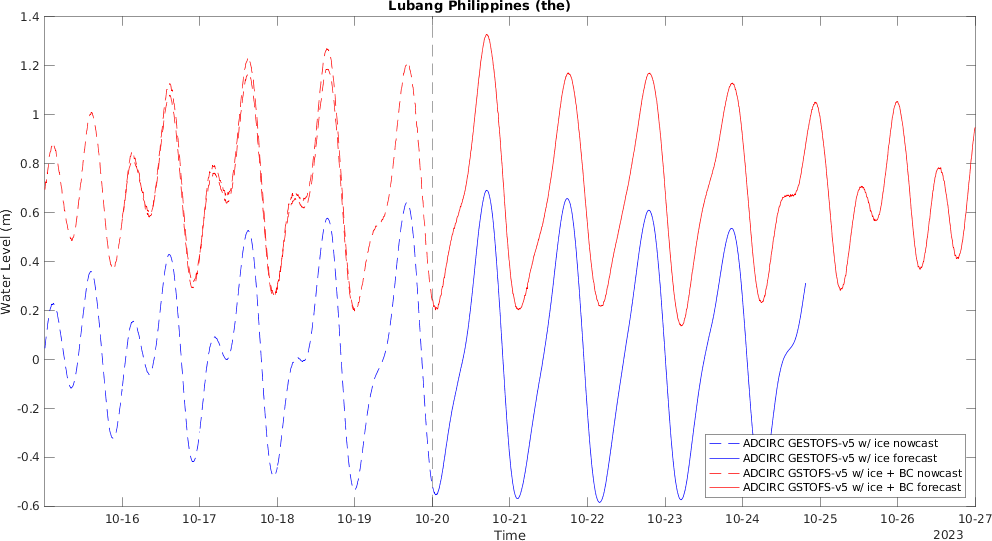 Lubang Philippines (the)
1.4
1.2
1
0.8
0.6
0.4
0.2
0
-0.2
-0.4
-0.6
Water Level (m)
ADCIRC GESTOFS-v5 w/ ice nowcast
ADCIRC GESTOFS-v5 w/ ice forecast
ADCIRC GSTOFS-v5 w/ ice + BC nowcast
ADCIRC GSTOFS-v5 w/ ice + BC forecast
10-16 10-17 10-18 10-19 10-20 10-21 10-22 10-23 10-24 10-25 10-26 10-27
Time
2023